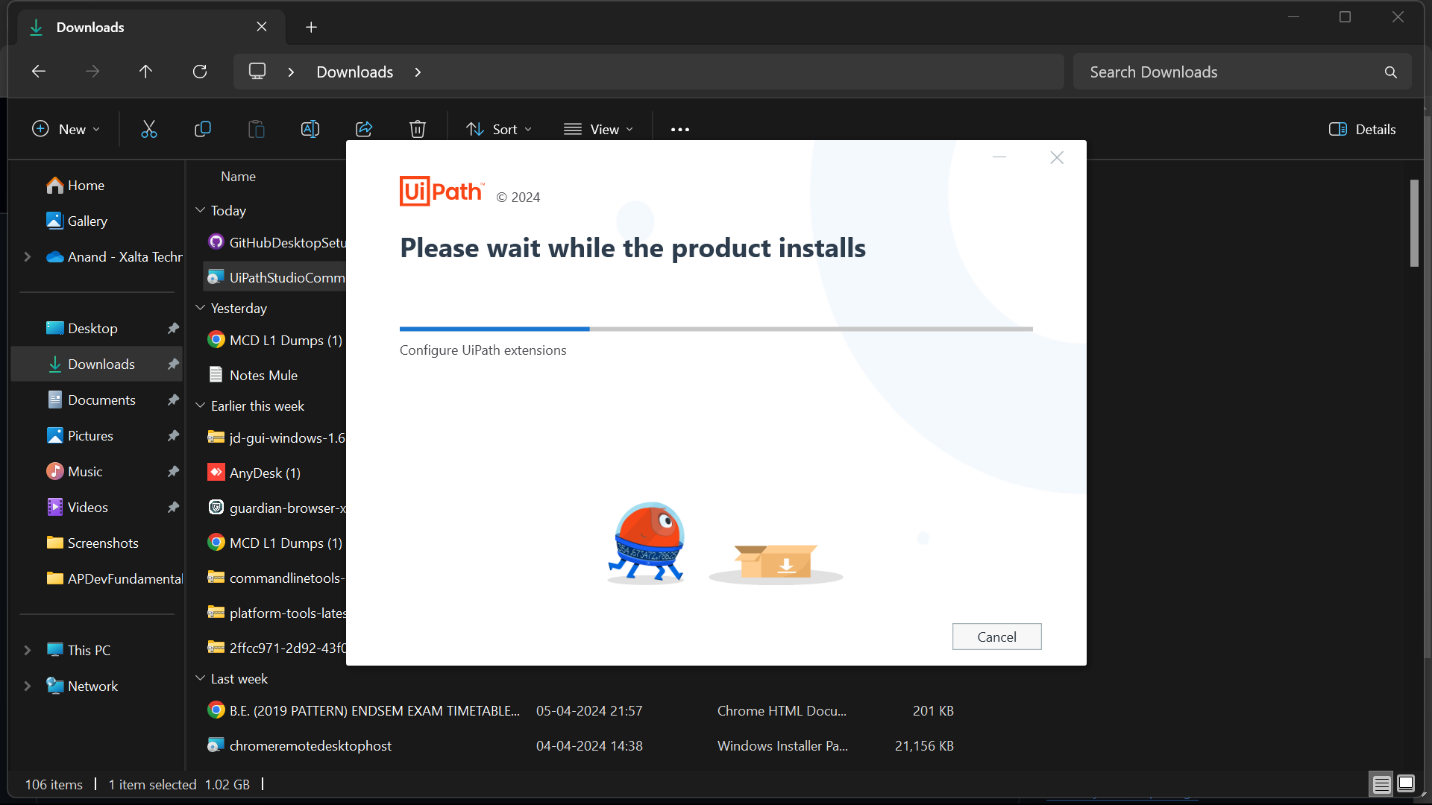 Downloads
Downloads
Search Downloads
New
Sort
View
Details
Home
Gallery
Anand - Xalta Techr
Desktop
Downloads
Documents
Pictures
Music
Videos
Screenshots
APDevFundamental
This PC
Network
Name
Today
GitHubDesktopSetu
UiPathStudioComm
Yesterday
MCD L1 Dumps (1)
Notes Mule
Earlier this week
jd-gui-windows-1.6
AnyDesk (1)
guardian-browser-x
MCD L1 Dumps (1)
commandlinetools-
platform-tools-lates
2ffcc971-2d92-43f0
Last week
B.E. (2019 PATTERN) ENDSEM EXAM TIMETABLE... 05-04-2024 21:57 Chrome HTML Docu... 201 KB
chromeremotedesktophost 04-04-2024 14:38 Windows Installer Pa... 21,156 KB
UiPath™ © 2024
Please wait while the product installs
Configure UiPath extensions
Cancel
106 items 1 item selected 1.02 GB